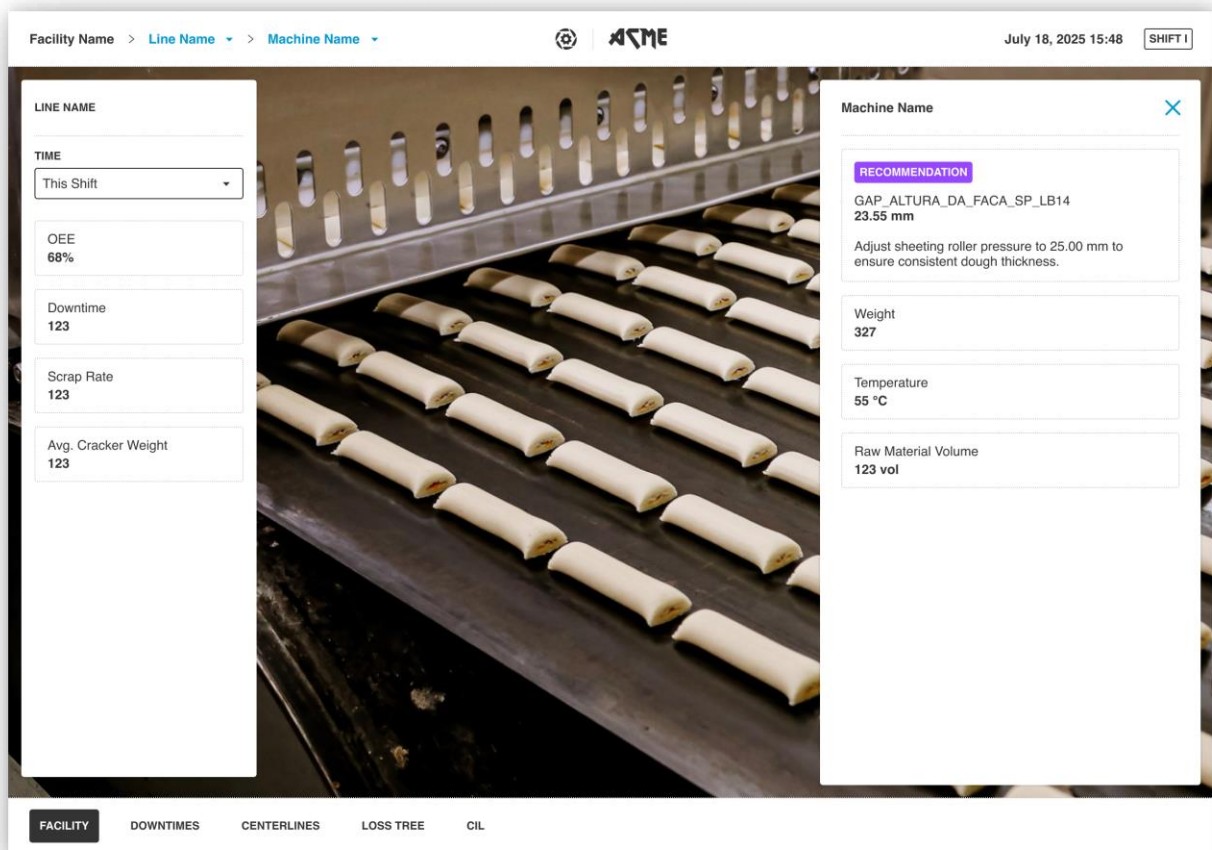 Facility Name > Line Name > Machine Name
ACME
July 18, 2025 15:48
SHIFT I
LINE NAME
TIME
This Shift
OEE
68%
Downtime
123
Scrap Rate
123
Avg. Cracker Weight
123
Machine Name
RECOMMENDATION
GAP_ALTURA_DA_FACA_SP_LB14
23.55 mm
Adjust sheeting roller pressure to 25.00 mm to
ensure consistent dough thickness.
Weight
327
Temperature
55 °C
Raw Material Volume
123 vol
FACILITY
DOWNTIMES
CENTERLINES
LOSS TREE
CIL